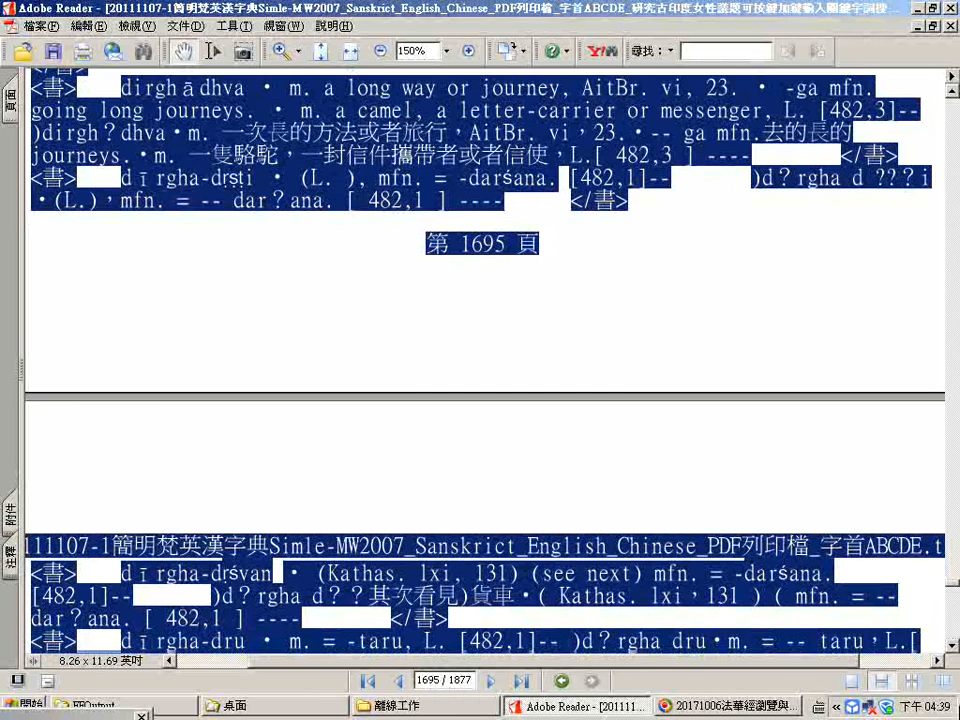 Adobe Reader - [20111107-1簡明梵英漢字典Simle-MW2007_Sanskrict_English_Chinese_PDF列印檔_字首ABCDE_研究古印度女性議題可按鍵加鍵輸入關鍵字詞搜
檔案(F) 編輯(E) 檢視(V) 文件(D) 工具(T) 視窗(W) 說明(H)
150% 尋找:
頁面
</書>
<書> dirghādhva • m. a long way or journey, AitBr. vi, 23. • -ga mfn.
going long journeys. • m. a camel, a letter-carrier or messenger, L. [482,3]--
)dirgh?dhva•m. 一次長的方法或者旅行，AitBr. vi，23.•-- ga mfn.去的長的
journeys.•m. 一隻駱駝，一封信件攜帶者或者信使，L.[ 482,3 ] ---- </書>
<書> dīrgha-dṛṣṭi • (L. ), mfn. = -darśana. [482,1]-- )d？rgha d ???i
•(L.)，mfn. = -- dar？ana. [ 482,1 ] ---- </書>
第 1695 頁
附件
注釋
111107-1簡明梵英漢字典Simle-MW2007_Sanskrict_English_Chinese_PDF列印檔_字首ABCDE.t
<書> dīrgha-dṛśvan • (Kathas. lxi, 131) (see next) mfn. = -darśana.
[482,1]-- )d？rgha d？？其次看見)貨車•( Kathas. lxi，131 ) ( mfn. = --
dar？ana. [ 482,1 ] ---- </書>
<書> dīrgha-dru • m. = -taru, L. [482,1]-- )d？rgha dru•m. = -- taru，L.[
8.26 x 11.69 英吋
1695 / 1877
開始 FFOutput 桌面 離線工作 Adobe Reader - [201111... 20171006法華經瀏覽與... 下午 04:39